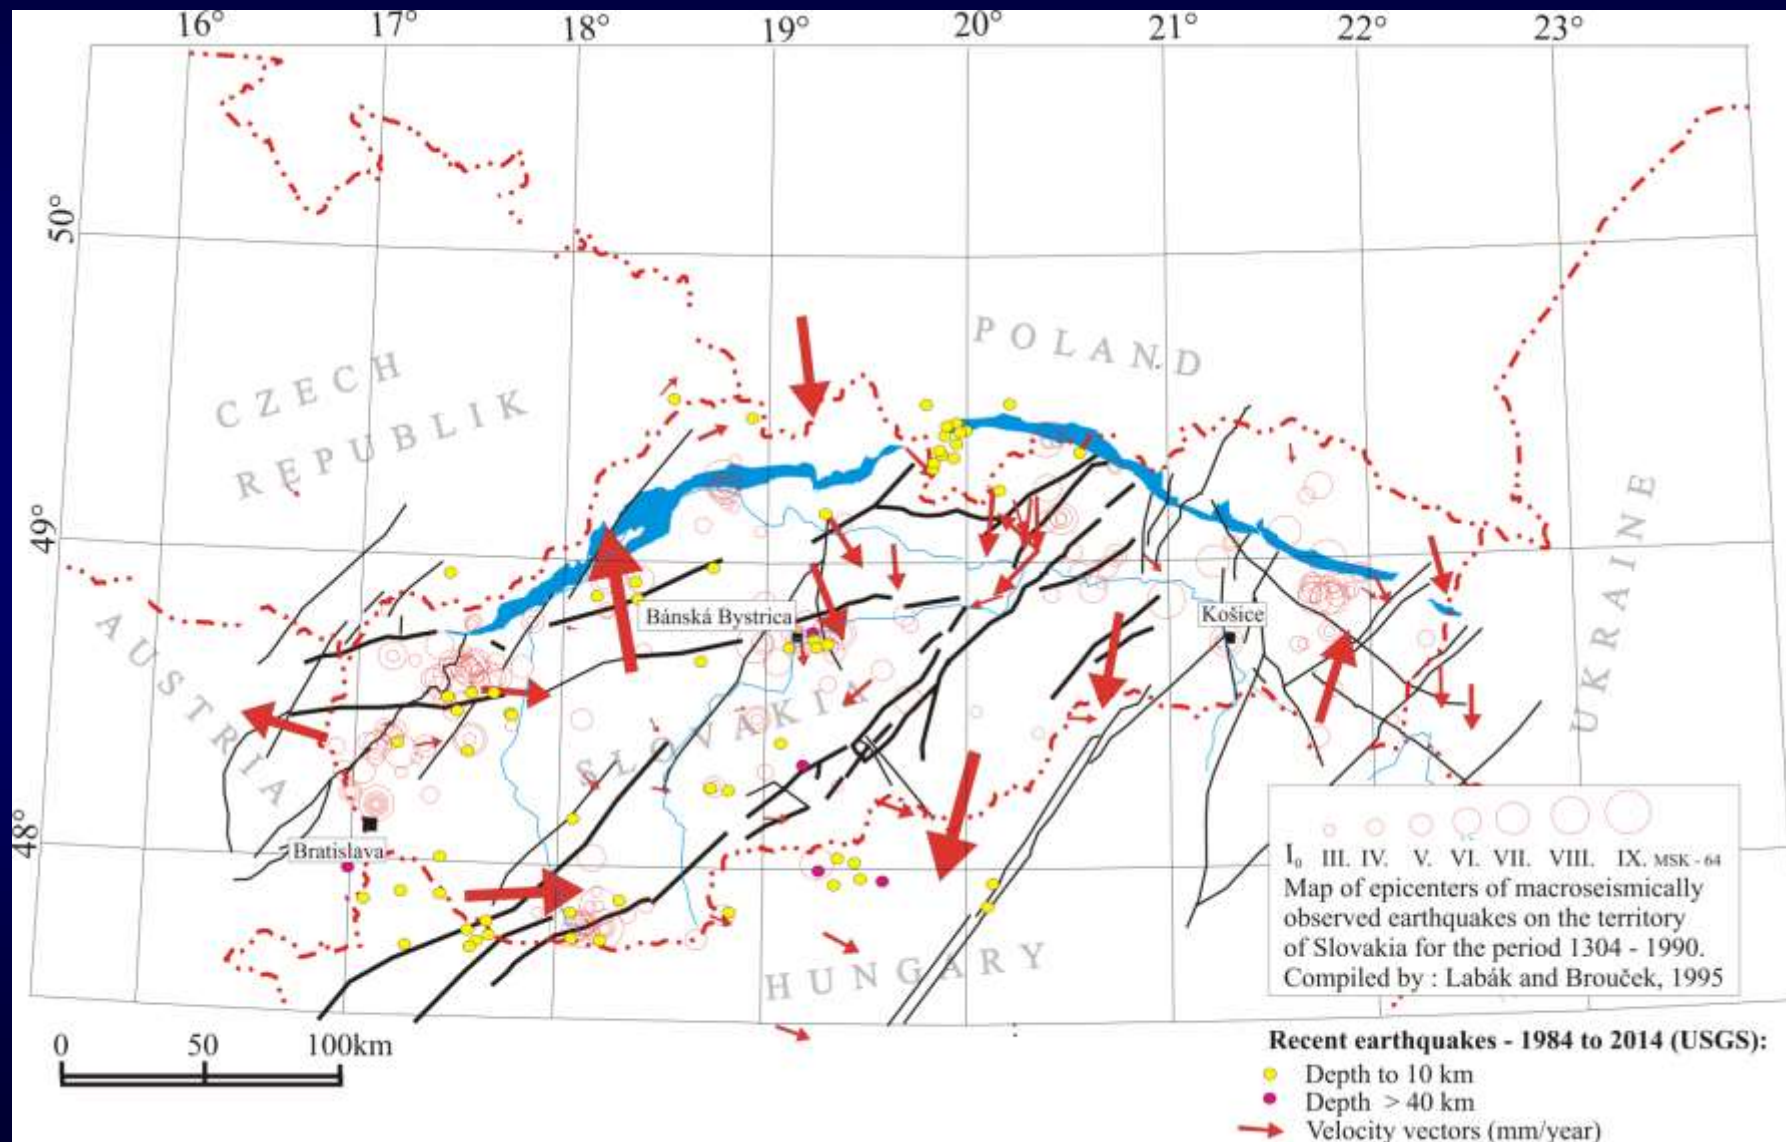 16° 17° 18° 19° 20° 21° 22° 23°
50°
49°
48°
POLAND
CZECH
REPUBLIK
AUSTRIA
SLOVAKIA
HUNGARY
UKRAINE
Bánská Bystrica
Košice
Bratislava
I₀ III. IV. V. VI. VII. VIII. IX. MSK - 64
Map of epicenters of macroseismically
observed earthquakes on the territory
of Slovakia for the period 1304 - 1990.
Compiled by : Labák and Brouček, 1995
0 50 100km
Recent earthquakes - 1984 to 2014 (USGS):
Depth to 10 km
Depth > 40 km
Velocity vectors (mm/year)